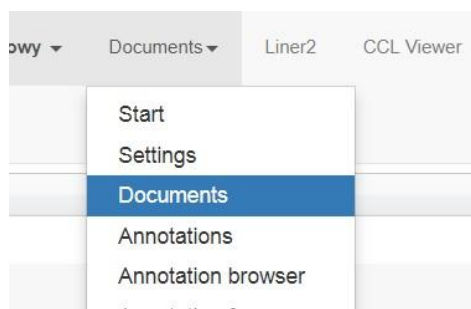 owy Documents Liner2 CCL Viewer
Start
Settings
Documents
Annotations
Annotation browser